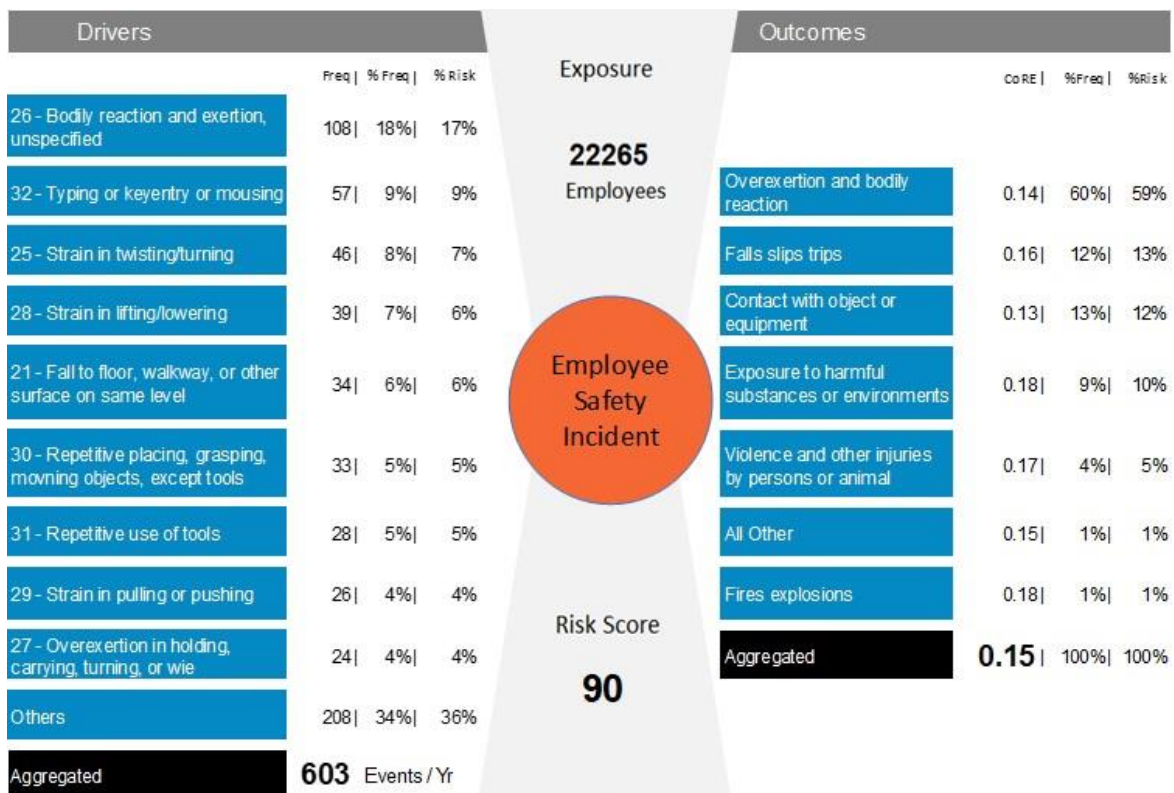 Drivers
Freq| % Freq| % Risk
26 - Bodily reaction and exertion,
unspecified
108| 18%| 17%
32 - Typing or keyentry or mousing
57| 9%| 9%
25 - Strain in twisting/turning
46| 8%| 7%
28 - Strain in lifting/lowering
39| 7%| 6%
21 - Fall to floor, walkway, or other
surface on same level
34| 6%| 6%
30 - Repetitive placing, grasping,
movning objects, except tools
33| 5%| 5%
31 - Repetitive use of tools
28| 5%| 5%
29 - Strain in pulling or pushing
26| 4%| 4%
27 - Overexertion in holding,
carrying, turning, or wie
24| 4%| 4%
Others
208| 34%| 36%
Aggregated
603 Events / Yr
Exposure
22265
Employees
Employee
Safety
Incident
Risk Score
90
Outcomes
CoRE| %Freq| %Risk
Overexertion and bodily
reaction
0.14| 60%| 59%
Falls slips trips
0.16| 12%| 13%
Contact with object or
equipment
0.13| 13%| 12%
Exposure to harmful
substances or environments
0.18| 9%| 10%
Violence and other injuries
by persons or animal
0.17| 4%| 5%
All Other
0.15| 1%| 1%
Fires explosions
0.18| 1%| 1%
Aggregated
0.15| 100%| 100%